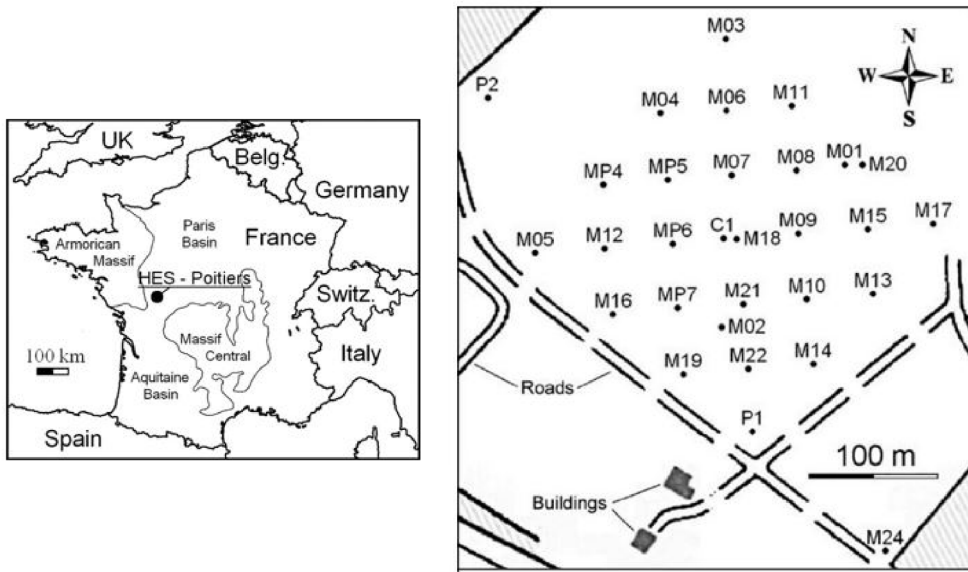 UK
Belg.
Germany
Paris
Basin
France
Armorican
Massif
HES - Poitiers
Switz.
Massif
Central
100 km
Italy
Aquitaine
Basin
Spain
M03
N
W E
S
P2
M04 M06 M11
MP4 MP5 M07 M08 M01 M20
M05 M12 MP6 C1 M18 M09 M15 M17
M16 MP7 M21 M10 M13
M02
M19 M22 M14
Roads
P1
100 m
Buildings
M24